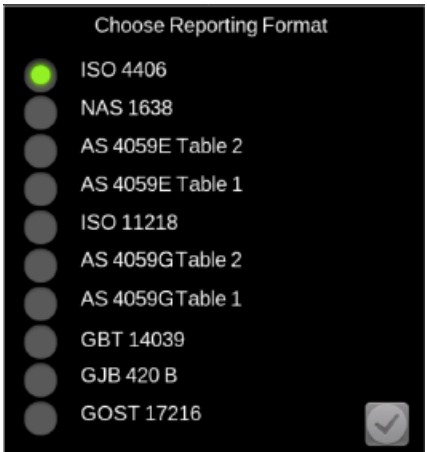 Choose Reporting Format
ISO 4406
NAS 1638
AS 4059E Table 2
AS 4059E Table 1
ISO 11218
AS 4059GTable 2
AS 4059GTable 1
GBT 14039
GJB 420 B
GOST 17216